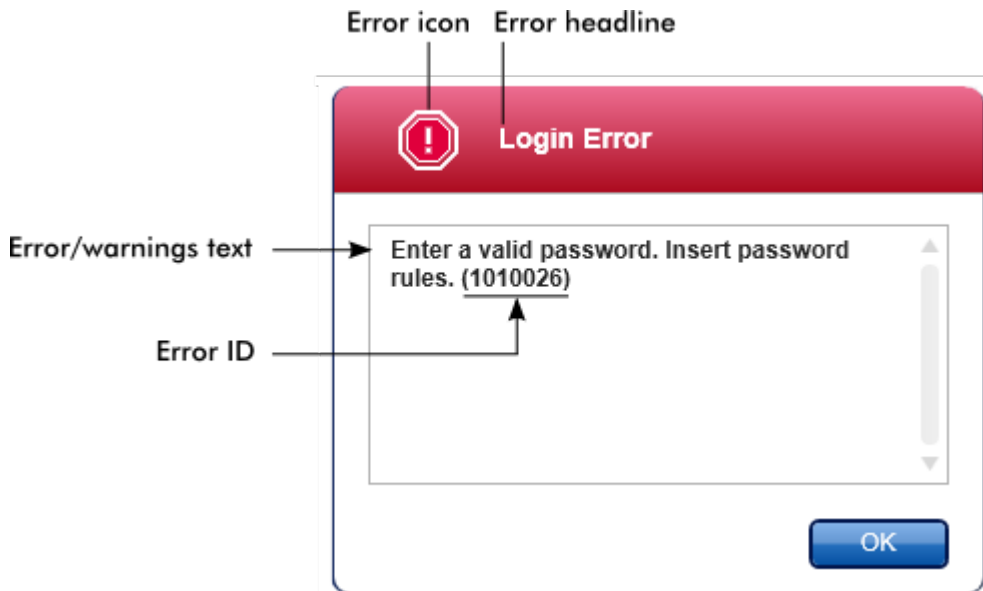 Error icon
Error headline
Login Error
Error/warnings text
Enter a valid password. Insert password
rules. (1010026)
Error ID
OK